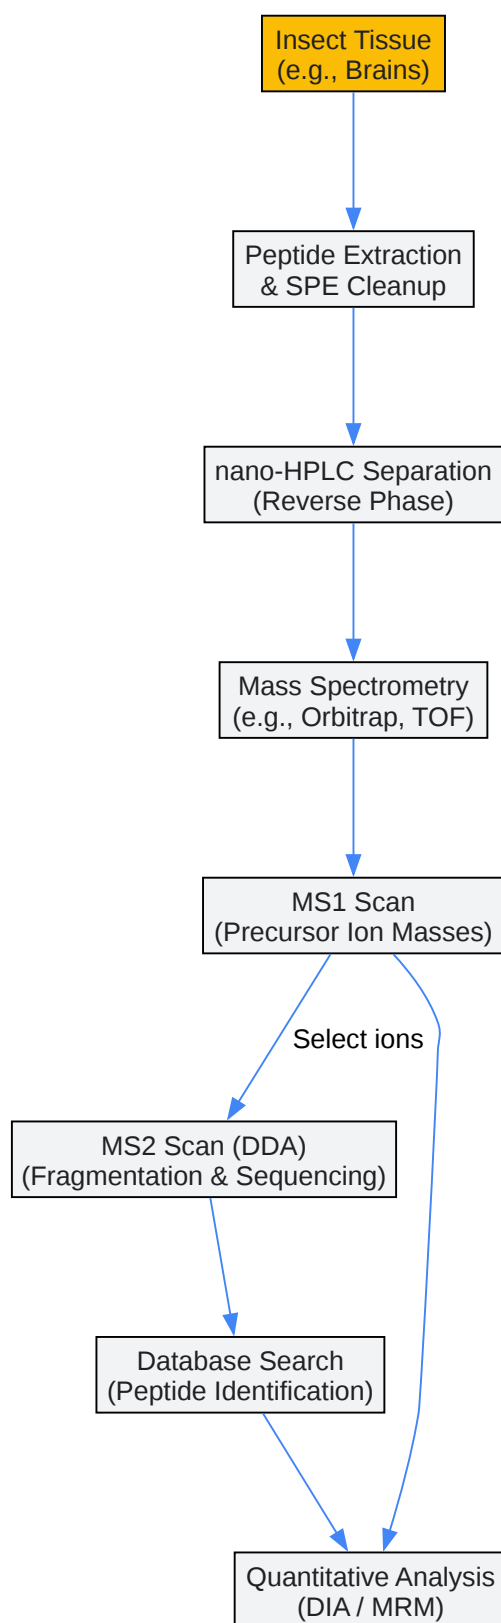 Insect Tissue
(e.g., Brains)
Peptide Extraction
& SPE Cleanup
nano-HPLC Separation
(Reverse Phase)
Mass Spectrometry
(e.g., Orbitrap, TOF)
MS1 Scan
(Precursor Ion Masses)
Select ions
MS2 Scan (DDA)
(Fragmentation & Sequencing)
Database Search
(Peptide Identification)
Quantitative Analysis
(DIA / MRM)